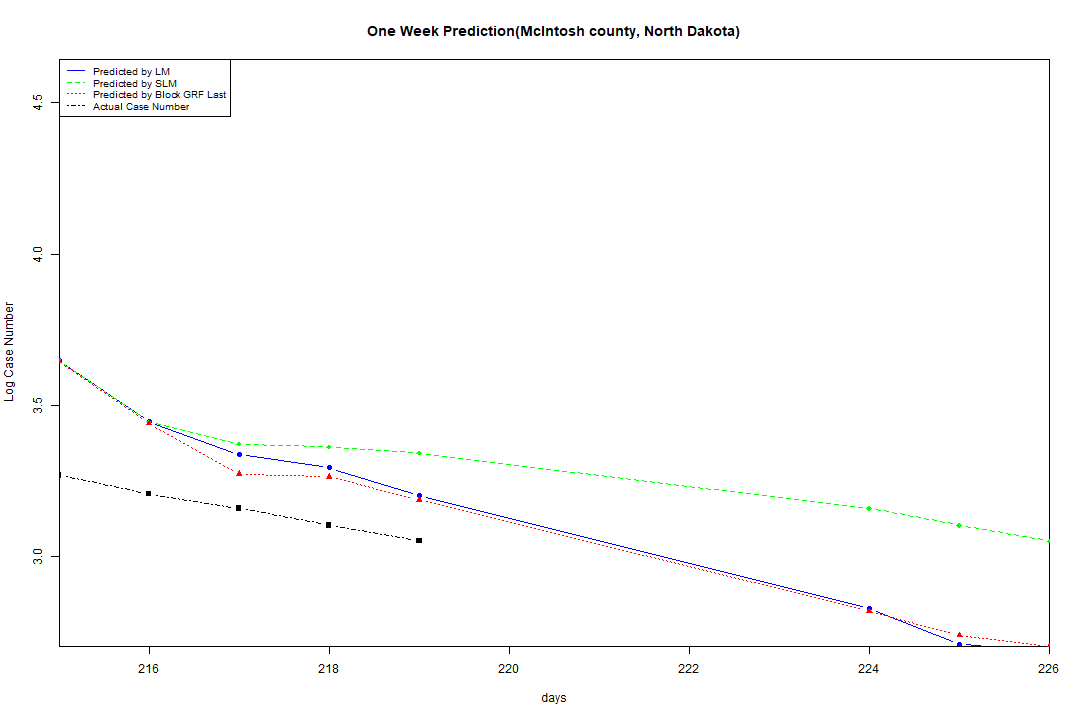 One Week Prediction(McIntosh county, North Dakota)
Predicted by LM
Predicted by SLM
Predicted by Block GRF Last
Actual Case Number
4.5
4.0
3.5
3.0
Log Case Number
216
218
220
222
224
226
days